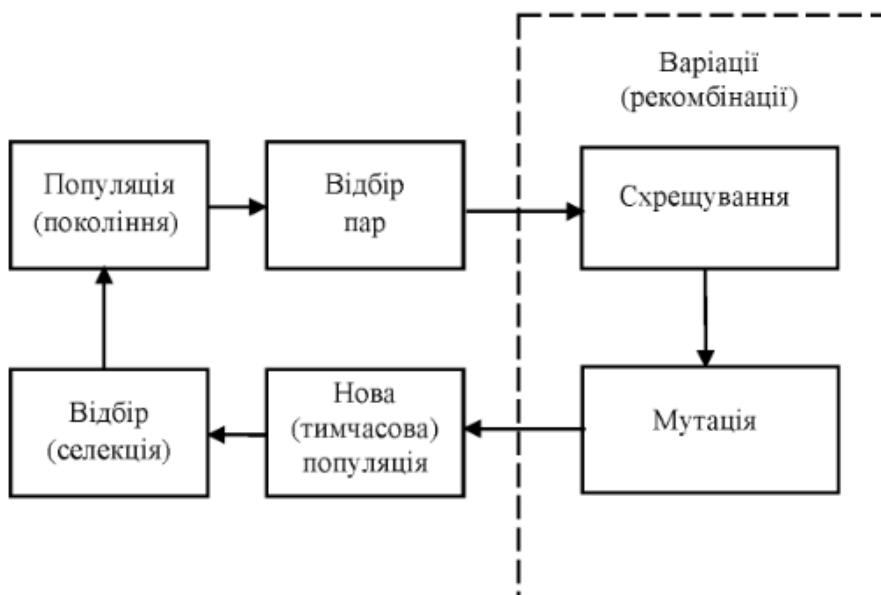 Варіації
(рекомбінації)
Популяція
(покоління)
Відбір
пар
Схрещування
Відбір
(селекція)
Нова
(тимчасова)
популяція
Мутація